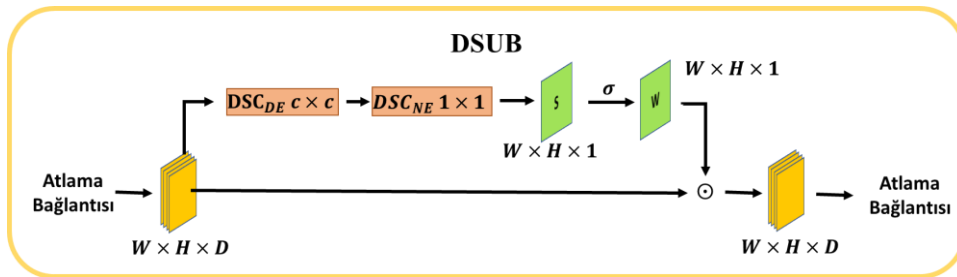 DSUB
DSC_DE c × c
DSC_NE 1 × 1
S
σ
W
W × H × 1
W × H × 1
Atlama
Bağlantısı
⊙
Atlama
Bağlantısı
W × H × D
W × H × D